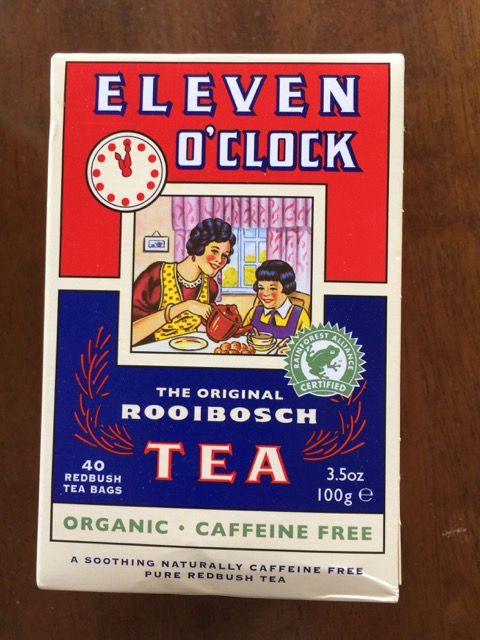 ELEVEN
O'CLOCK
RAINFOREST ALLIANCE
CERTIFIED
THE ORIGINAL
ROOIBOSCH
TEA
40
REDBUSH
TEA BAGS
3.5oz
100g ℮
ORGANIC · CAFFEINE FREE
A SOOTHING NATURALLY CAFFEINE FREE
PURE REDBUSH TEA